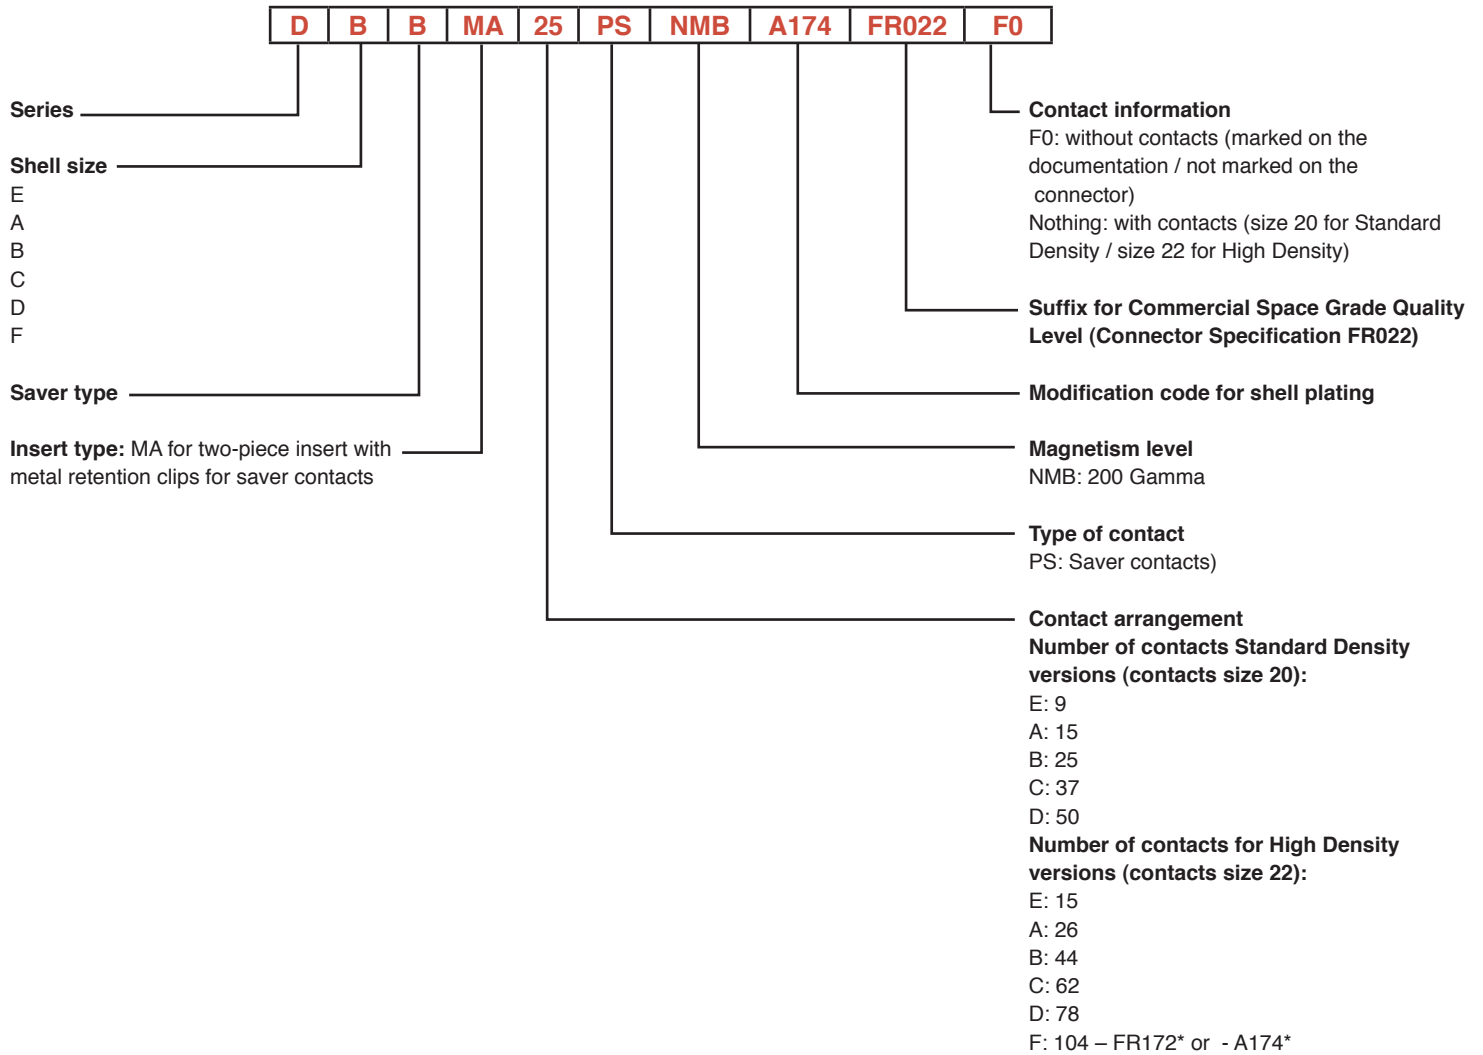 D B B MA 25 PS NMB A174 FR022 F0
Series
Shell size
E
A
B
C
D
F
Saver type
Insert type: MA for two-piece insert with
metal retention clips for saver contacts
Contact information
F0: without contacts (marked on the
documentation / not marked on the
connector)
Nothing: with contacts (size 20 for Standard
Density / size 22 for High Density)
Suffix for Commercial Space Grade Quality
Level (Connector Specification FR022)
Modification code for shell plating
Magnetism level
NMB: 200 Gamma
Type of contact
PS: Saver contacts)
Contact arrangement
Number of contacts Standard Density
versions (contacts size 20):
E: 9
A: 15
B: 25
C: 37
D: 50
Number of contacts for High Density
versions (contacts size 22):
E: 15
A: 26
B: 44
C: 62
D: 78
F: 104 – FR172* or - A174*